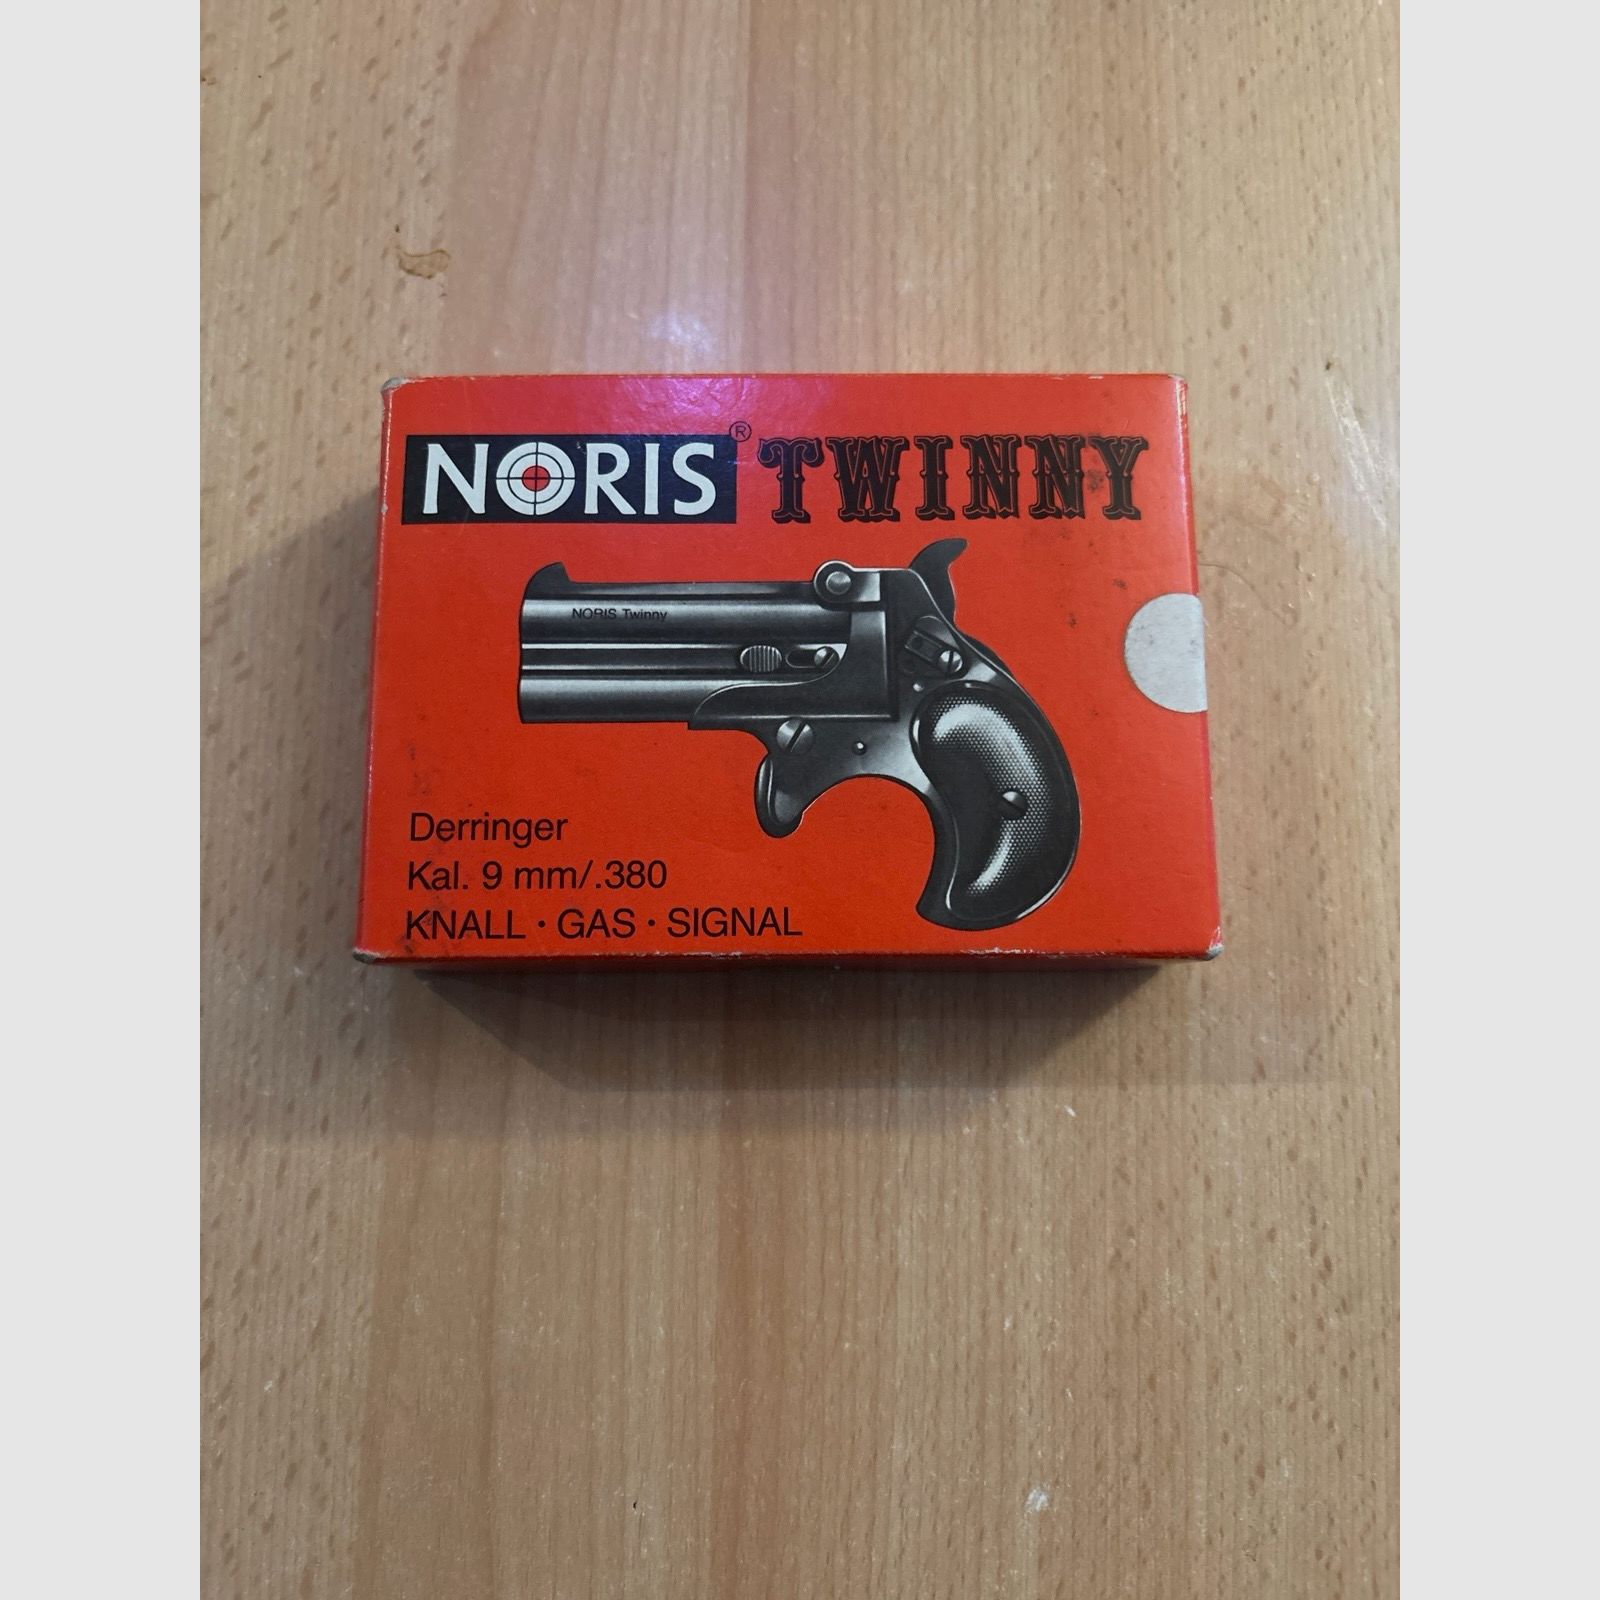 NORIS® TWINNY
NORIS Twinny
Derringer
Kal. 9 mm/.380
KNALL · GAS · SIGNAL